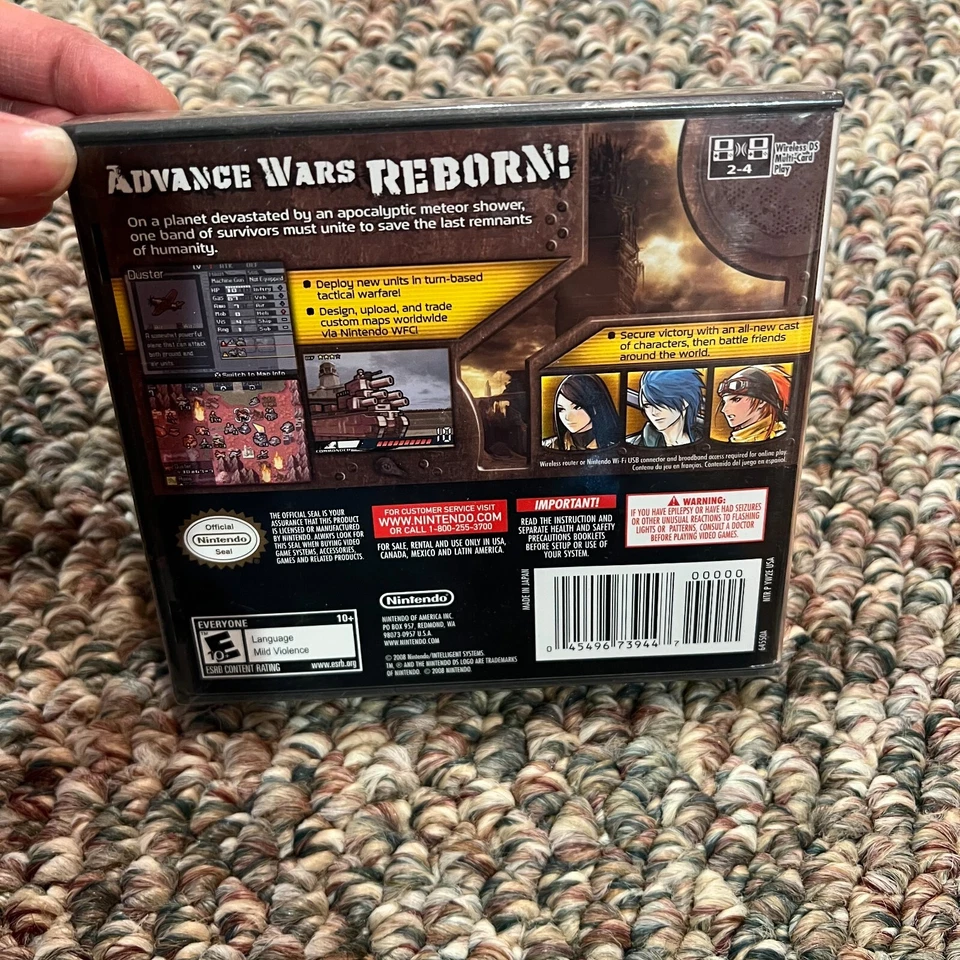 ADVANCE WARS REBORN!
Wireless DS
Multi-Card
Play
2-4
On a planet devastated by an apocalyptic meteor shower,
one band of survivors must unite to save the last remnants
of humanity.
Duster
Machine Gun Not Equipped
Switch to Map Info
Deploy new units in turn-based
tactical warfare!
Design, upload, and trade
custom maps worldwide
via Nintendo WFC!
Secure victory with an all-new cast
of characters, then battle friends
around the world.
Wireless router or Nintendo Wi-Fi USB connector and broadband access required for online play.
Contenu du jeu en français. Contenido del juego en español.
Official
Nintendo
Seal
THE OFFICIAL SEAL IS YOUR
ASSURANCE THAT THIS PRODUCT
IS LICENSED OR MANUFACTURED
BY NINTENDO. ALWAYS LOOK FOR
THIS SEAL WHEN BUYING VIDEO
GAME SYSTEMS, ACCESSORIES,
GAMES AND RELATED PRODUCTS.
FOR CUSTOMER SERVICE VISIT
WWW.NINTENDO.COM
OR CALL 1-800-255-3700
FOR SALE, RENTAL AND USE ONLY IN USA,
CANADA, MEXICO AND LATIN AMERICA.
IMPORTANT!
READ THE INSTRUCTION AND
SEPARATE HEALTH AND SAFETY
PRECAUTIONS BOOKLETS
BEFORE SETUP OR USE OF
YOUR SYSTEM.
WARNING:
IF YOU HAVE EPILEPSY OR HAVE HAD SEIZURES
OR OTHER UNUSUAL REACTIONS TO FLASHING
LIGHTS OR PATTERNS, CONSULT A DOCTOR
BEFORE PLAYING VIDEO GAMES.
Nintendo
NINTENDO OF AMERICA INC.
PO BOX 957, REDMOND, WA
98073-0957 U.S.A.
WWW.NINTENDO.COM
© 2008 Nintendo/INTELLIGENT SYSTEMS.
TM, ® AND THE NINTENDO DS LOGO ARE TRADEMARKS
OF NINTENDO. © 2008 NINTENDO.
MADE IN JAPAN
00000
0 45496 73944 7
NTR P YW2E USA
64550A
EVERYONE 10+
E
10+
Language
Mild Violence
ESRB CONTENT RATING www.esrb.org